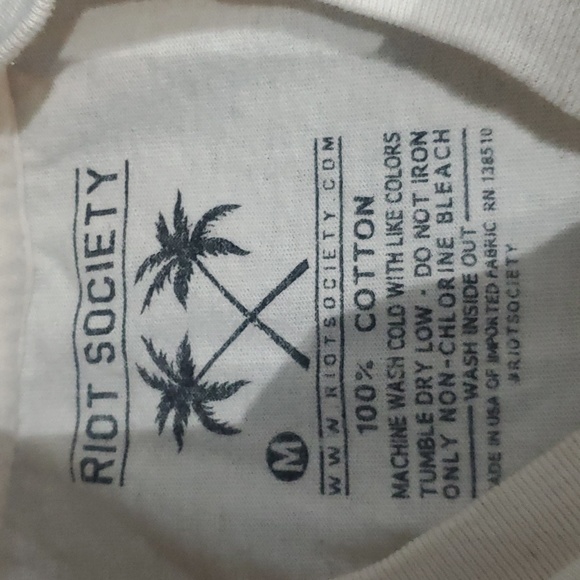 RIOT SOCIETY
M
WWW.RIOTSOCIETY.COM
100% COTTON
MACHINE WASH COLD WITH LIKE COLORS
TUMBLE DRY LOW - DO NOT IRON
ONLY NON-CHLORINE BLEACH
WASH INSIDE OUT
MADE IN USA OF IMPORTED FABRIC RN 138510
#RIOTSOCIETY